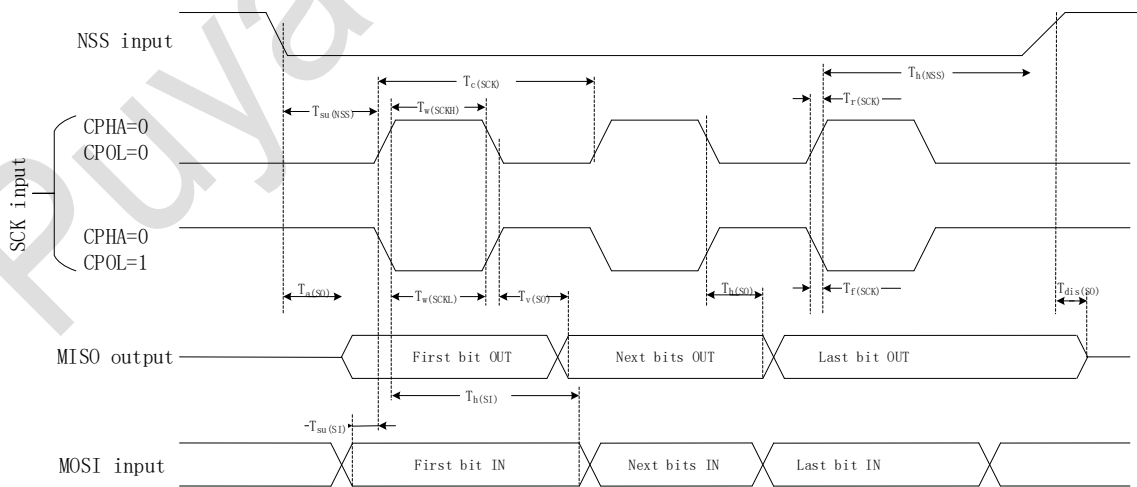 NSS input
Tc(SCK)
Th(NSS)
Tsu(NSS)
Tw(SCKH)
Tr(SCK)
CPHA=0
CPOL=0
SCK input
CPHA=0
CPOL=1
Ta(SO)
Tw(SCKL)
Tv(SO)
Th(SO)
Tf(SCK)
Tdis(SO)
MISO output
First bit OUT
Next bits OUT
Last bit OUT
Th(SI)
Tsu(SI)
MOSI input
First bit IN
Next bits IN
Last bit IN
Puya